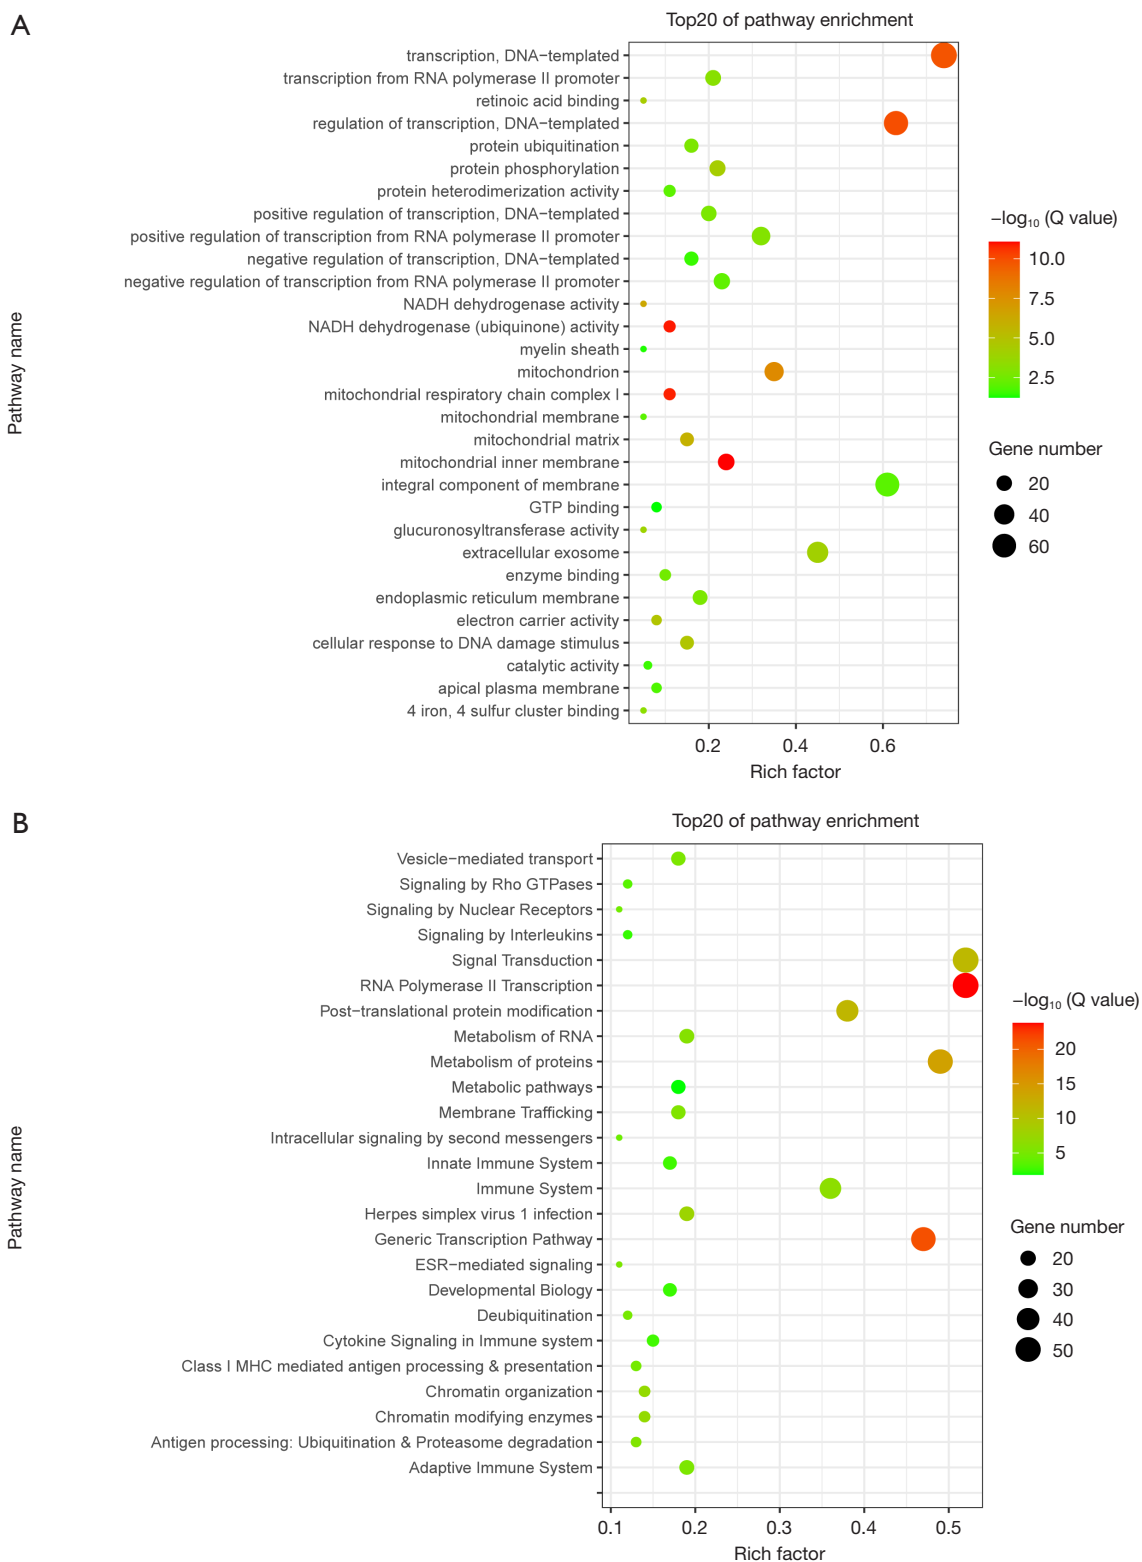 A
Top20 of pathway enrichment
transcription, DNA−templated
transcription from RNA polymerase II promoter
retinoic acid binding
regulation of transcription, DNA−templated
protein ubiquitination
protein phosphorylation
protein heterodimerization activity
positive regulation of transcription, DNA−templated
positive regulation of transcription from RNA polymerase II promoter
negative regulation of transcription, DNA−templated
negative regulation of transcription from RNA polymerase II promoter
NADH dehydrogenase activity
NADH dehydrogenase (ubiquinone) activity
myelin sheath
mitochondrion
mitochondrial respiratory chain complex I
mitochondrial membrane
mitochondrial matrix
mitochondrial inner membrane
integral component of membrane
GTP binding
glucuronosyltransferase activity
extracellular exosome
enzyme binding
endoplasmic reticulum membrane
electron carrier activity
cellular response to DNA damage stimulus
catalytic activity
apical plasma membrane
4 iron, 4 sulfur cluster binding
Pathway name
0.2 0.4 0.6
Rich factor
−log₁₀ (Q value)
10.0
7.5
5.0
2.5
Gene number
20
40
60
B
Top20 of pathway enrichment
Vesicle−mediated transport
Signaling by Rho GTPases
Signaling by Nuclear Receptors
Signaling by Interleukins
Signal Transduction
RNA Polymerase II Transcription
Post−translational protein modification
Metabolism of RNA
Metabolism of proteins
Metabolic pathways
Membrane Trafficking
Intracellular signaling by second messengers
Innate Immune System
Immune System
Herpes simplex virus 1 infection
Generic Transcription Pathway
ESR−mediated signaling
Developmental Biology
Deubiquitination
Cytokine Signaling in Immune system
Class I MHC mediated antigen processing & presentation
Chromatin organization
Chromatin modifying enzymes
Antigen processing: Ubiquitination & Proteasome degradation
Adaptive Immune System
Pathway name
0.1 0.2 0.3 0.4 0.5
Rich factor
−log₁₀ (Q value)
20
15
10
5
Gene number
20
30
40
50